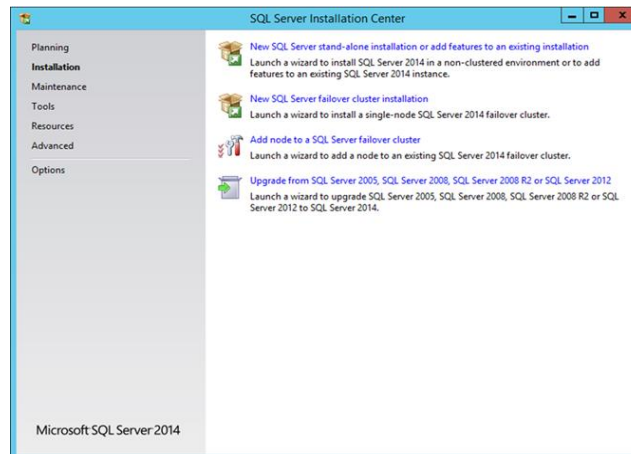 SQL Server Installation Center
Planning
Installation
Maintenance
Tools
Resources
Advanced
Options
New SQL Server stand-alone installation or add features to an existing installation
Launch a wizard to install SQL Server 2014 in a non-clustered environment or to add
features to an existing SQL Server 2014 instance.
New SQL Server failover cluster installation
Launch a wizard to install a single-node SQL Server 2014 failover cluster.
Add node to a SQL Server failover cluster
Launch a wizard to add a node to an existing SQL Server 2014 failover cluster.
Upgrade from SQL Server 2005, SQL Server 2008, SQL Server 2008 R2 or SQL Server 2012
Launch a wizard to upgrade SQL Server 2005, SQL Server 2008, SQL Server 2008 R2 or SQL
Server 2012 to SQL Server 2014.
Microsoft SQL Server 2014